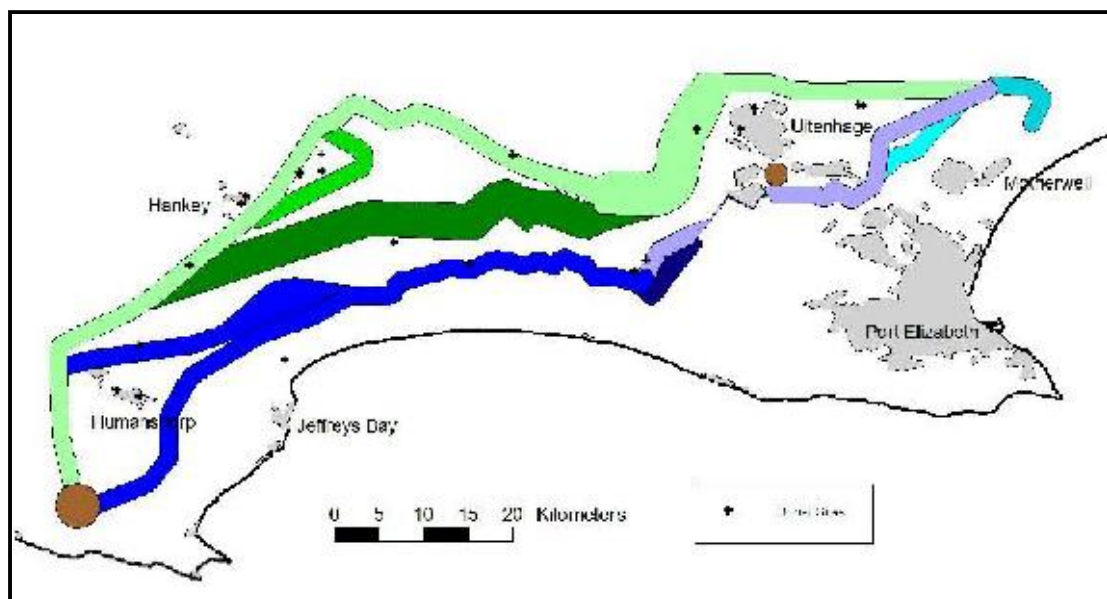 Uitenhage
Motherwell
Hankey
Port Elizabeth
Humansdorp
Jeffreys Bay
0 5 10 15 20 Kilometers